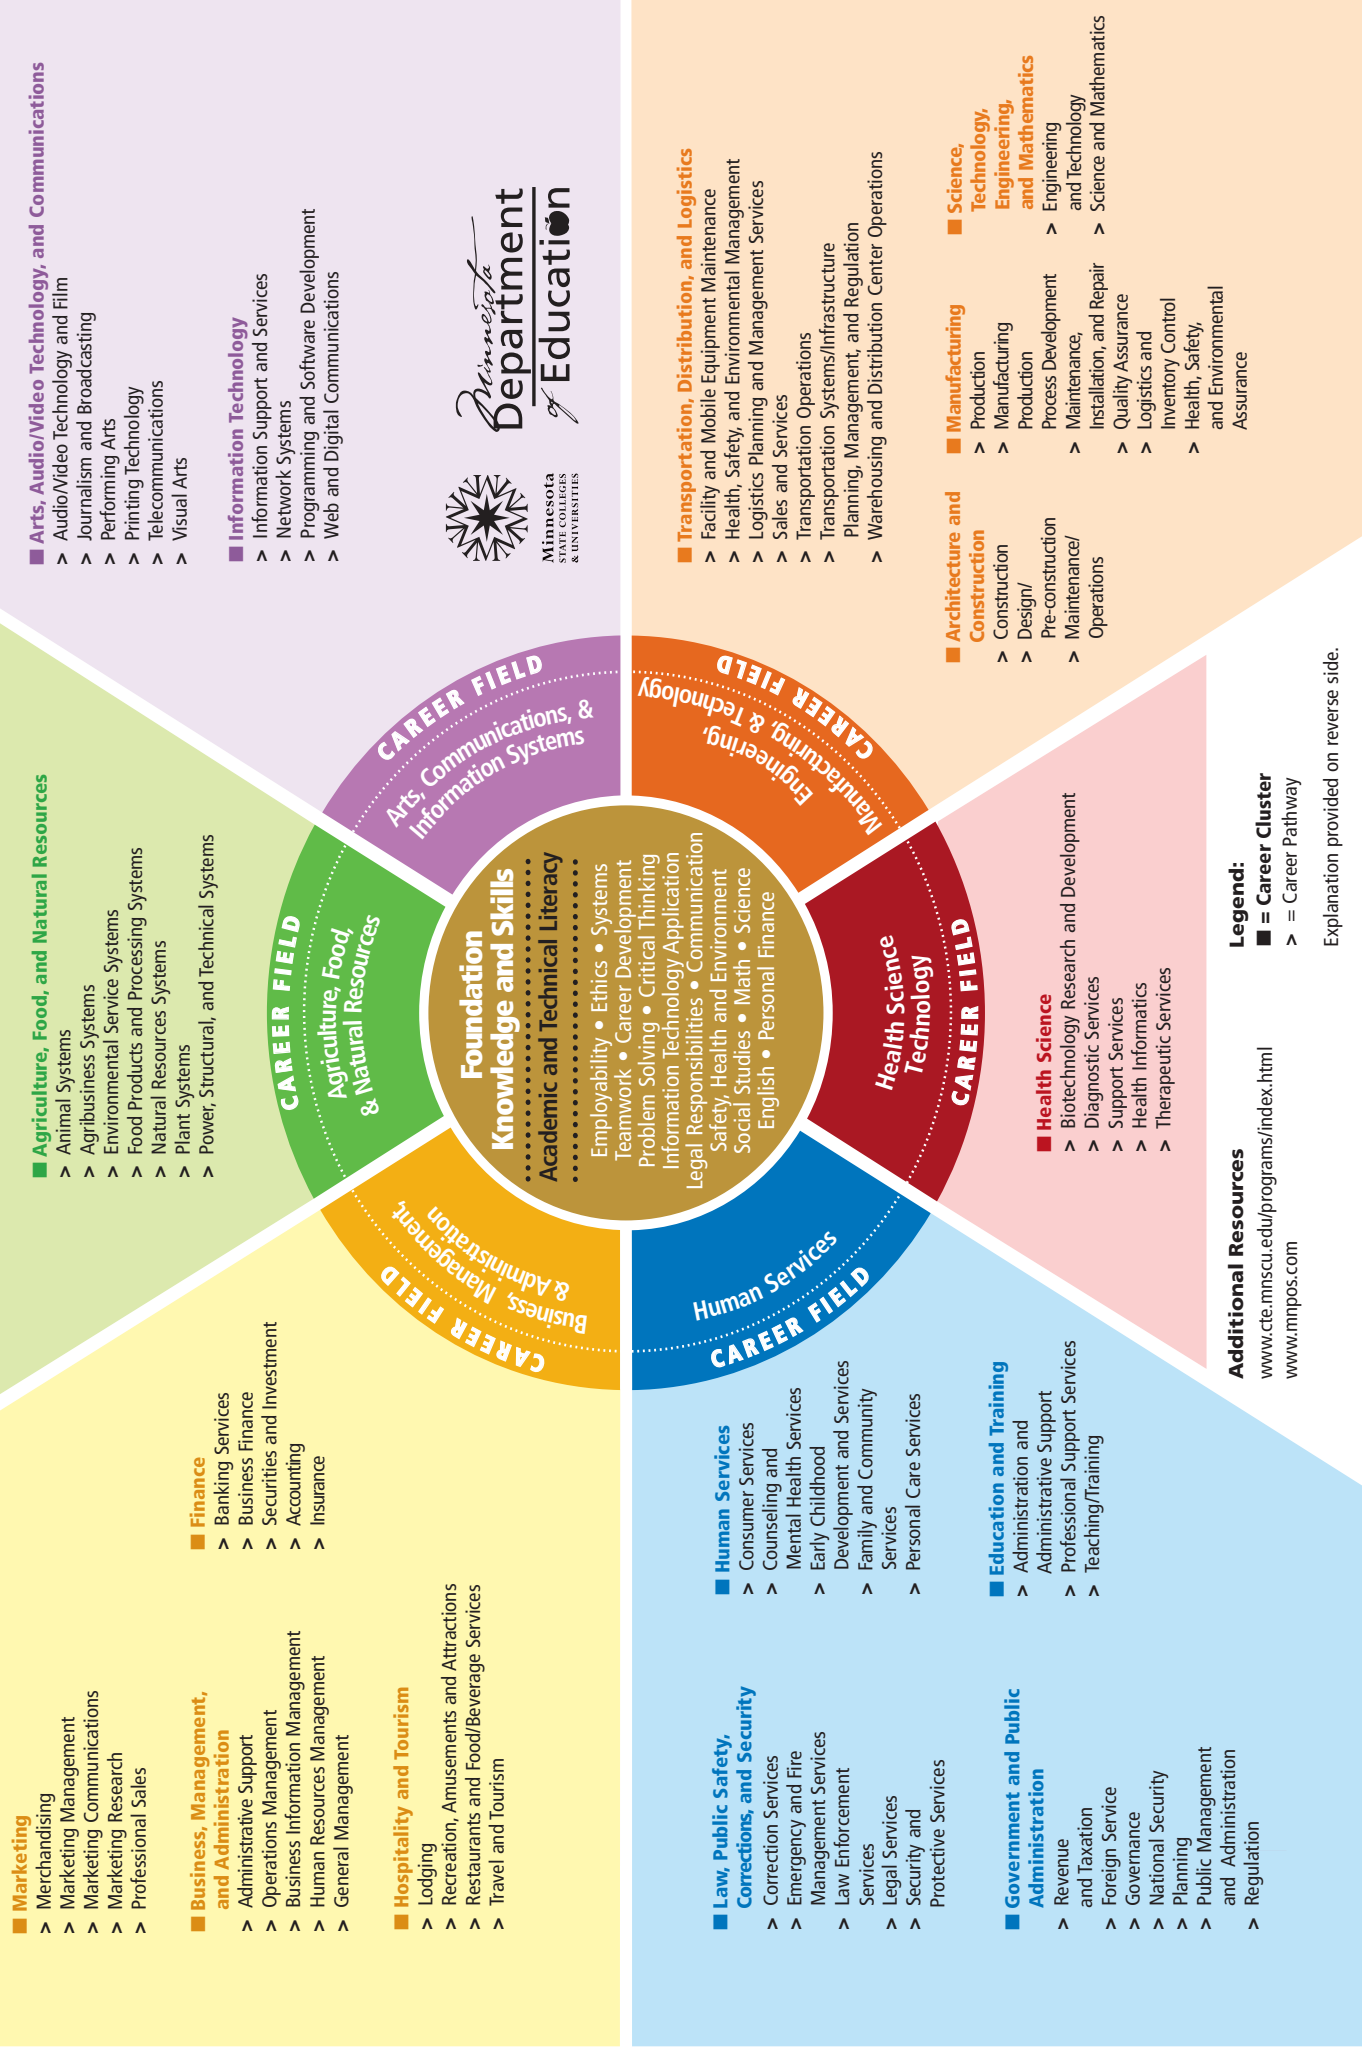 ■ Marketing
> Merchandising
> Marketing Management
> Marketing Communications
> Marketing Research
> Professional Sales
■ Business, Management,
and Administration
> Administrative Support
> Operations Management
> Business Information Management
> Human Resources Management
> General Management
■ Finance
> Banking Services
> Business Finance
> Securities and Investment
> Accounting
> Insurance
■ Hospitality and Tourism
> Lodging
> Recreation, Amusements and Attractions
> Restaurants and Food/Beverage Services
> Travel and Tourism
■ Agriculture, Food, and Natural Resources
> Animal Systems
> Agribusiness Systems
> Environmental Service Systems
> Food Products and Processing Systems
> Natural Resources Systems
> Plant Systems
> Power, Structural, and Technical Systems
■ Arts, Audio/Video Technology, and Communications
> Audio/Video Technology and Film
> Journalism and Broadcasting
> Performing Arts
> Printing Technology
> Telecommunications
> Visual Arts
■ Information Technology
> Information Support and Services
> Network Systems
> Programming and Software Development
> Web and Digital Communications
Minnesota
STATE COLLEGES
& UNIVERSITIES
Minnesota
Department
of Education
CAREER FIELD
Business, Management,
& Administration
CAREER FIELD
Agriculture, Food,
& Natural Resources
CAREER FIELD
Arts, Communications, &
Information Systems
Foundation
Knowledge and Skills
Academic and Technical Literacy
Employability • Ethics • Systems
Teamwork • Career Development
Problem Solving • Critical Thinking
Information Technology Application
Legal Responsibilities • Communication
Safety, Health and Environment
Social Studies • Math • Science
English • Personal Finance
Human Services
CAREER FIELD
Health Science
Technology
CAREER FIELD
Engineering,
Manufacturing, & Technology
CAREER FIELD
■ Law, Public Safety,
Corrections, and Security
> Correction Services
> Emergency and Fire
Management Services
> Law Enforcement
Services
> Legal Services
> Security and
Protective Services
■ Human Services
> Consumer Services
> Counseling and
Mental Health Services
> Early Childhood
Development and Services
> Family and Community
Services
> Personal Care Services
■ Government and Public
Administration
> Revenue
and Taxation
> Foreign Service
> Governance
> National Security
> Planning
> Public Management
and Administration
> Regulation
■ Education and Training
> Administration and
Administrative Support
> Professional Support Services
> Teaching/Training
■ Health Science
> Biotechnology Research and Development
> Diagnostic Services
> Support Services
> Health Informatics
> Therapeutic Services
■ Transportation, Distribution, and Logistics
> Facility and Mobile Equipment Maintenance
> Health, Safety, and Environmental Management
> Logistics Planning and Management Services
> Sales and Services
> Transportation Operations
> Transportation Systems/Infrastructure
Planning, Management, and Regulation
> Warehousing and Distribution Center Operations
■ Architecture and
Construction
> Construction
> Design/
Pre-construction
> Maintenance/
Operations
■ Manufacturing
> Production
> Manufacturing
Production
Process Development
> Maintenance,
Installation, and Repair
> Quality Assurance
> Logistics and
Inventory Control
> Health, Safety,
and Environmental
Assurance
■ Science,
Technology,
Engineering,
and Mathematics
> Engineering
and Technology
> Science and Mathematics
Additional Resources
www.cte.mnscu.edu/programs/index.html
www.mnpos.com
Legend:
■ = Career Cluster
> = Career Pathway
Explanation provided on reverse side.